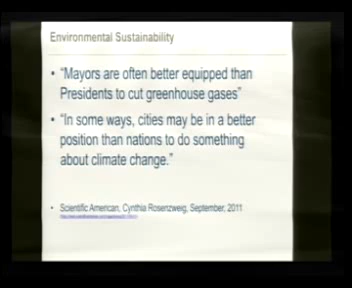 Environmental Sustainability
• “Mayors are often better equipped than
Presidents to cut greenhouse gases”
• “In some ways, cities may be in a better
position than nations to do something
about climate change.”
• Scientific American, Cynthia Rosenzweig, September, 2011